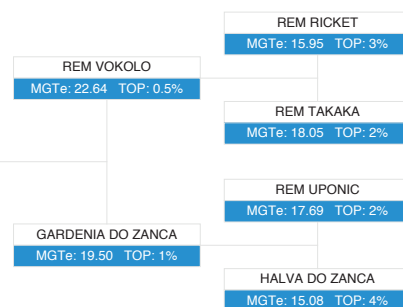 REM RICKET
MGTe: 15.95 TOP: 3%
REM VOKOLO
MGTe: 22.64 TOP: 0.5%
REM TAKAKA
MGTe: 18.05 TOP: 2%
REM UPONIC
MGTe: 17.69 TOP: 2%
GARDENIA DO ZANCA
MGTe: 19.50 TOP: 1%
HALVA DO ZANCA
MGTe: 15.08 TOP: 4%